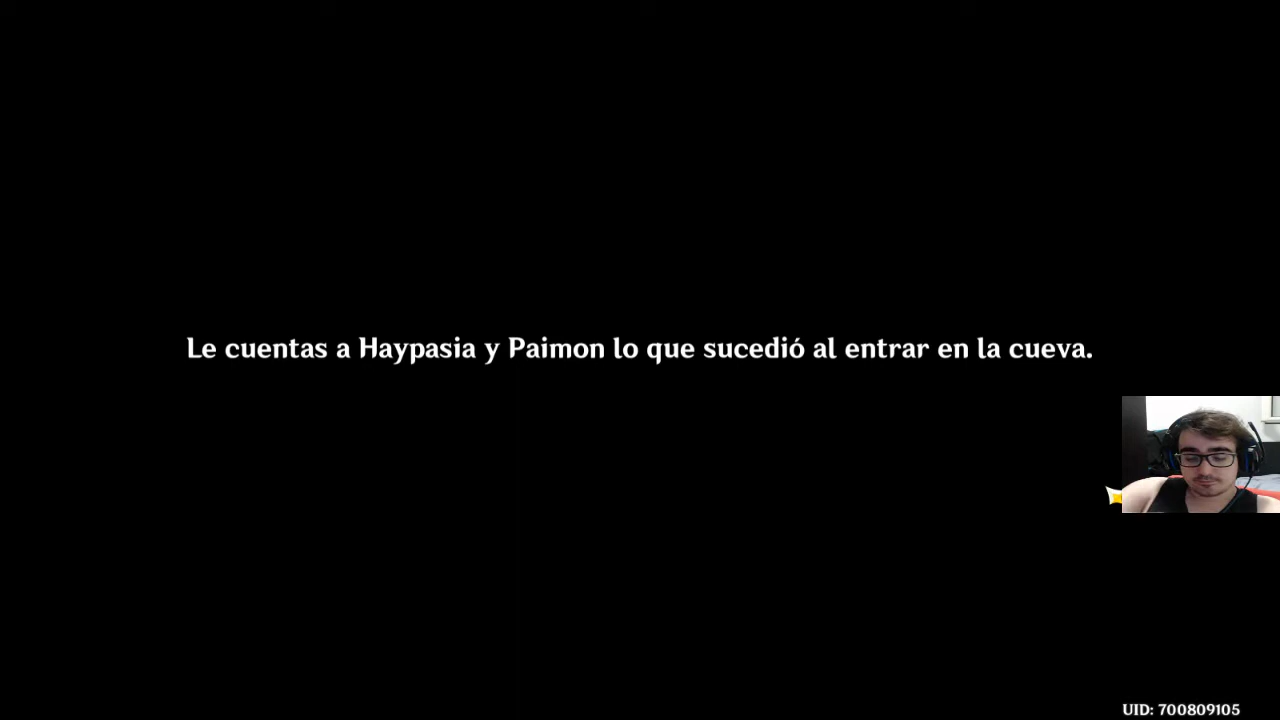 Le cuentas a Haypasia y Paimon lo que sucedió al entrar en la cueva.
UID: 700809105